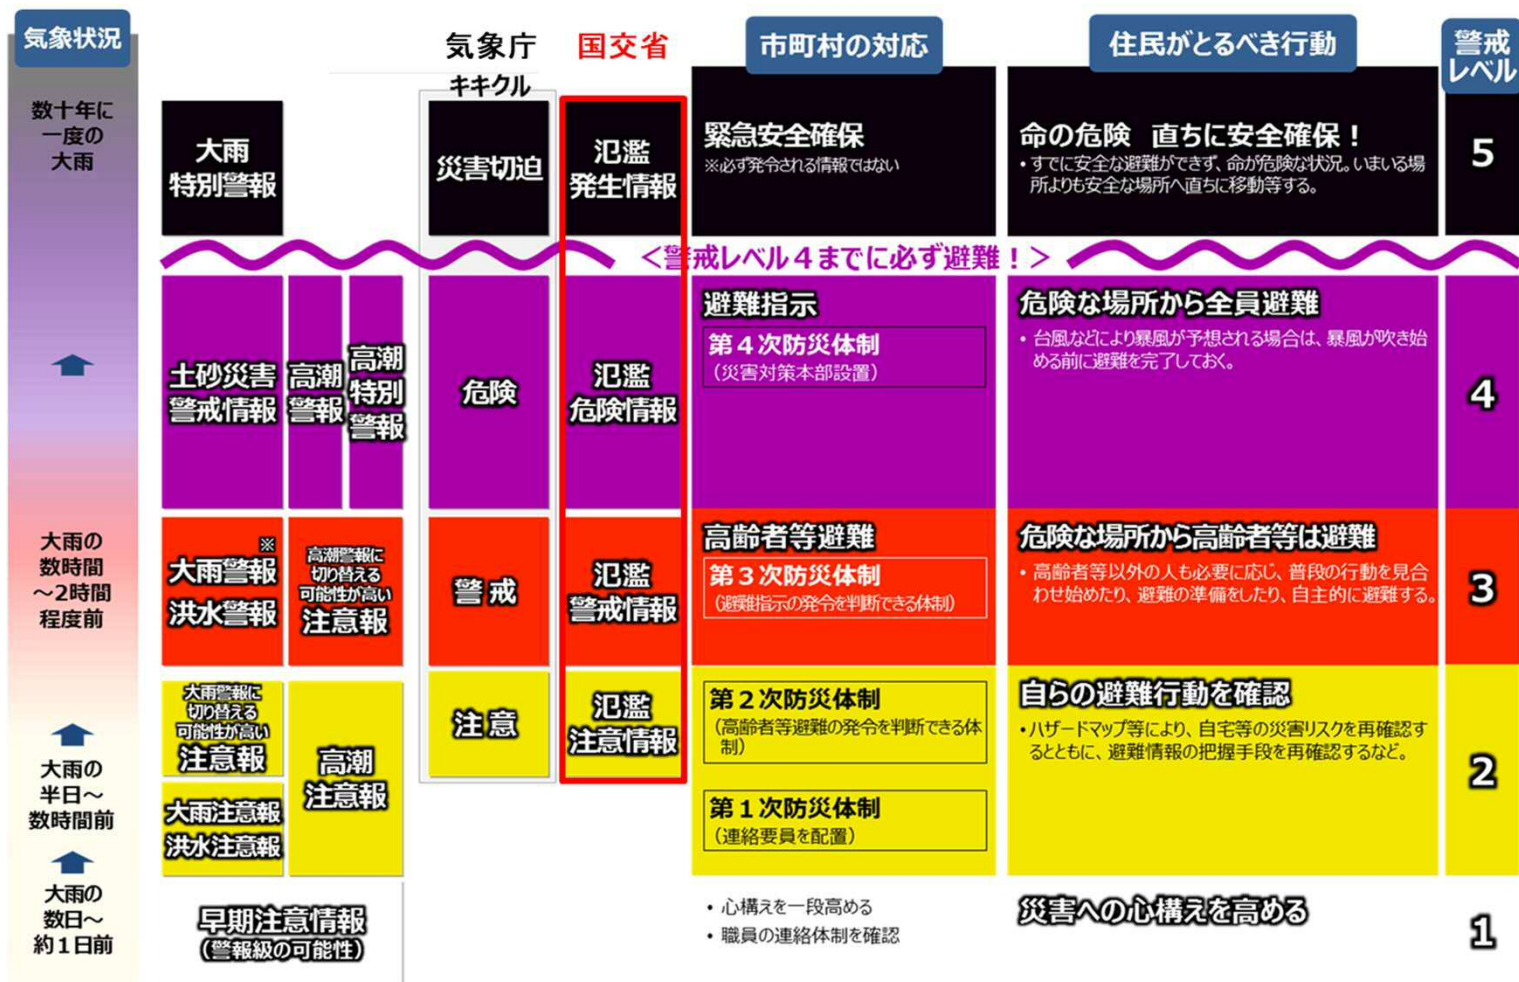 気象状況
気象庁
国交省
市町村の対応
住民がとるべき行動
警戒
レベル
キキクル
数十年に
一度の
大雨
大雨
特別警報
災害切迫
氾濫
発生情報
緊急安全確保
※必ず発令される情報ではない
命の危険 直ちに安全確保！
・すでに安全な避難ができず、命が危険な状況。いまいる場
所よりも安全な場所へ直ちに移動等する。
5
＜警戒レベル４までに必ず避難！＞
土砂災害
警戒情報
高潮
警報
高潮
特別
警報
危険
氾濫
危険情報
避難指示
第４次防災体制
（災害対策本部設置）
危険な場所から全員避難
・台風などにより暴風が予想される場合は、暴風が吹き始
める前に避難を完了しておく。
4
大雨の
数時間
～2時間
程度前
※
大雨警報
洪水警報
高潮警報に
切り替える
可能性が高い
注意報
警戒
氾濫
警戒情報
高齢者等避難
第３次防災体制
（避難指示の発令を判断できる体制）
危険な場所から高齢者等は避難
・高齢者等以外の人も必要に応じ、普段の行動を見合
わせ始めたり、避難の準備をしたり、自主的に避難する。
3
大雨の
半日～
数時間前
大雨警報に
切り替える
可能性が高い
注意報
大雨注意報
洪水注意報
高潮
注意報
注意
氾濫
注意情報
第２次防災体制
（高齢者等避難の発令を判断できる体
制）
第１次防災体制
（連絡要員を配置）
自らの避難行動を確認
・ハザードマップ等により、自宅等の災害リスクを再確認す
るとともに、避難情報の把握手段を再確認するなど。
2
大雨の
数日～
約１日前
早期注意情報
（警報級の可能性）
・心構えを一段高める
・職員の連絡体制を確認
災害への心構えを高める
1